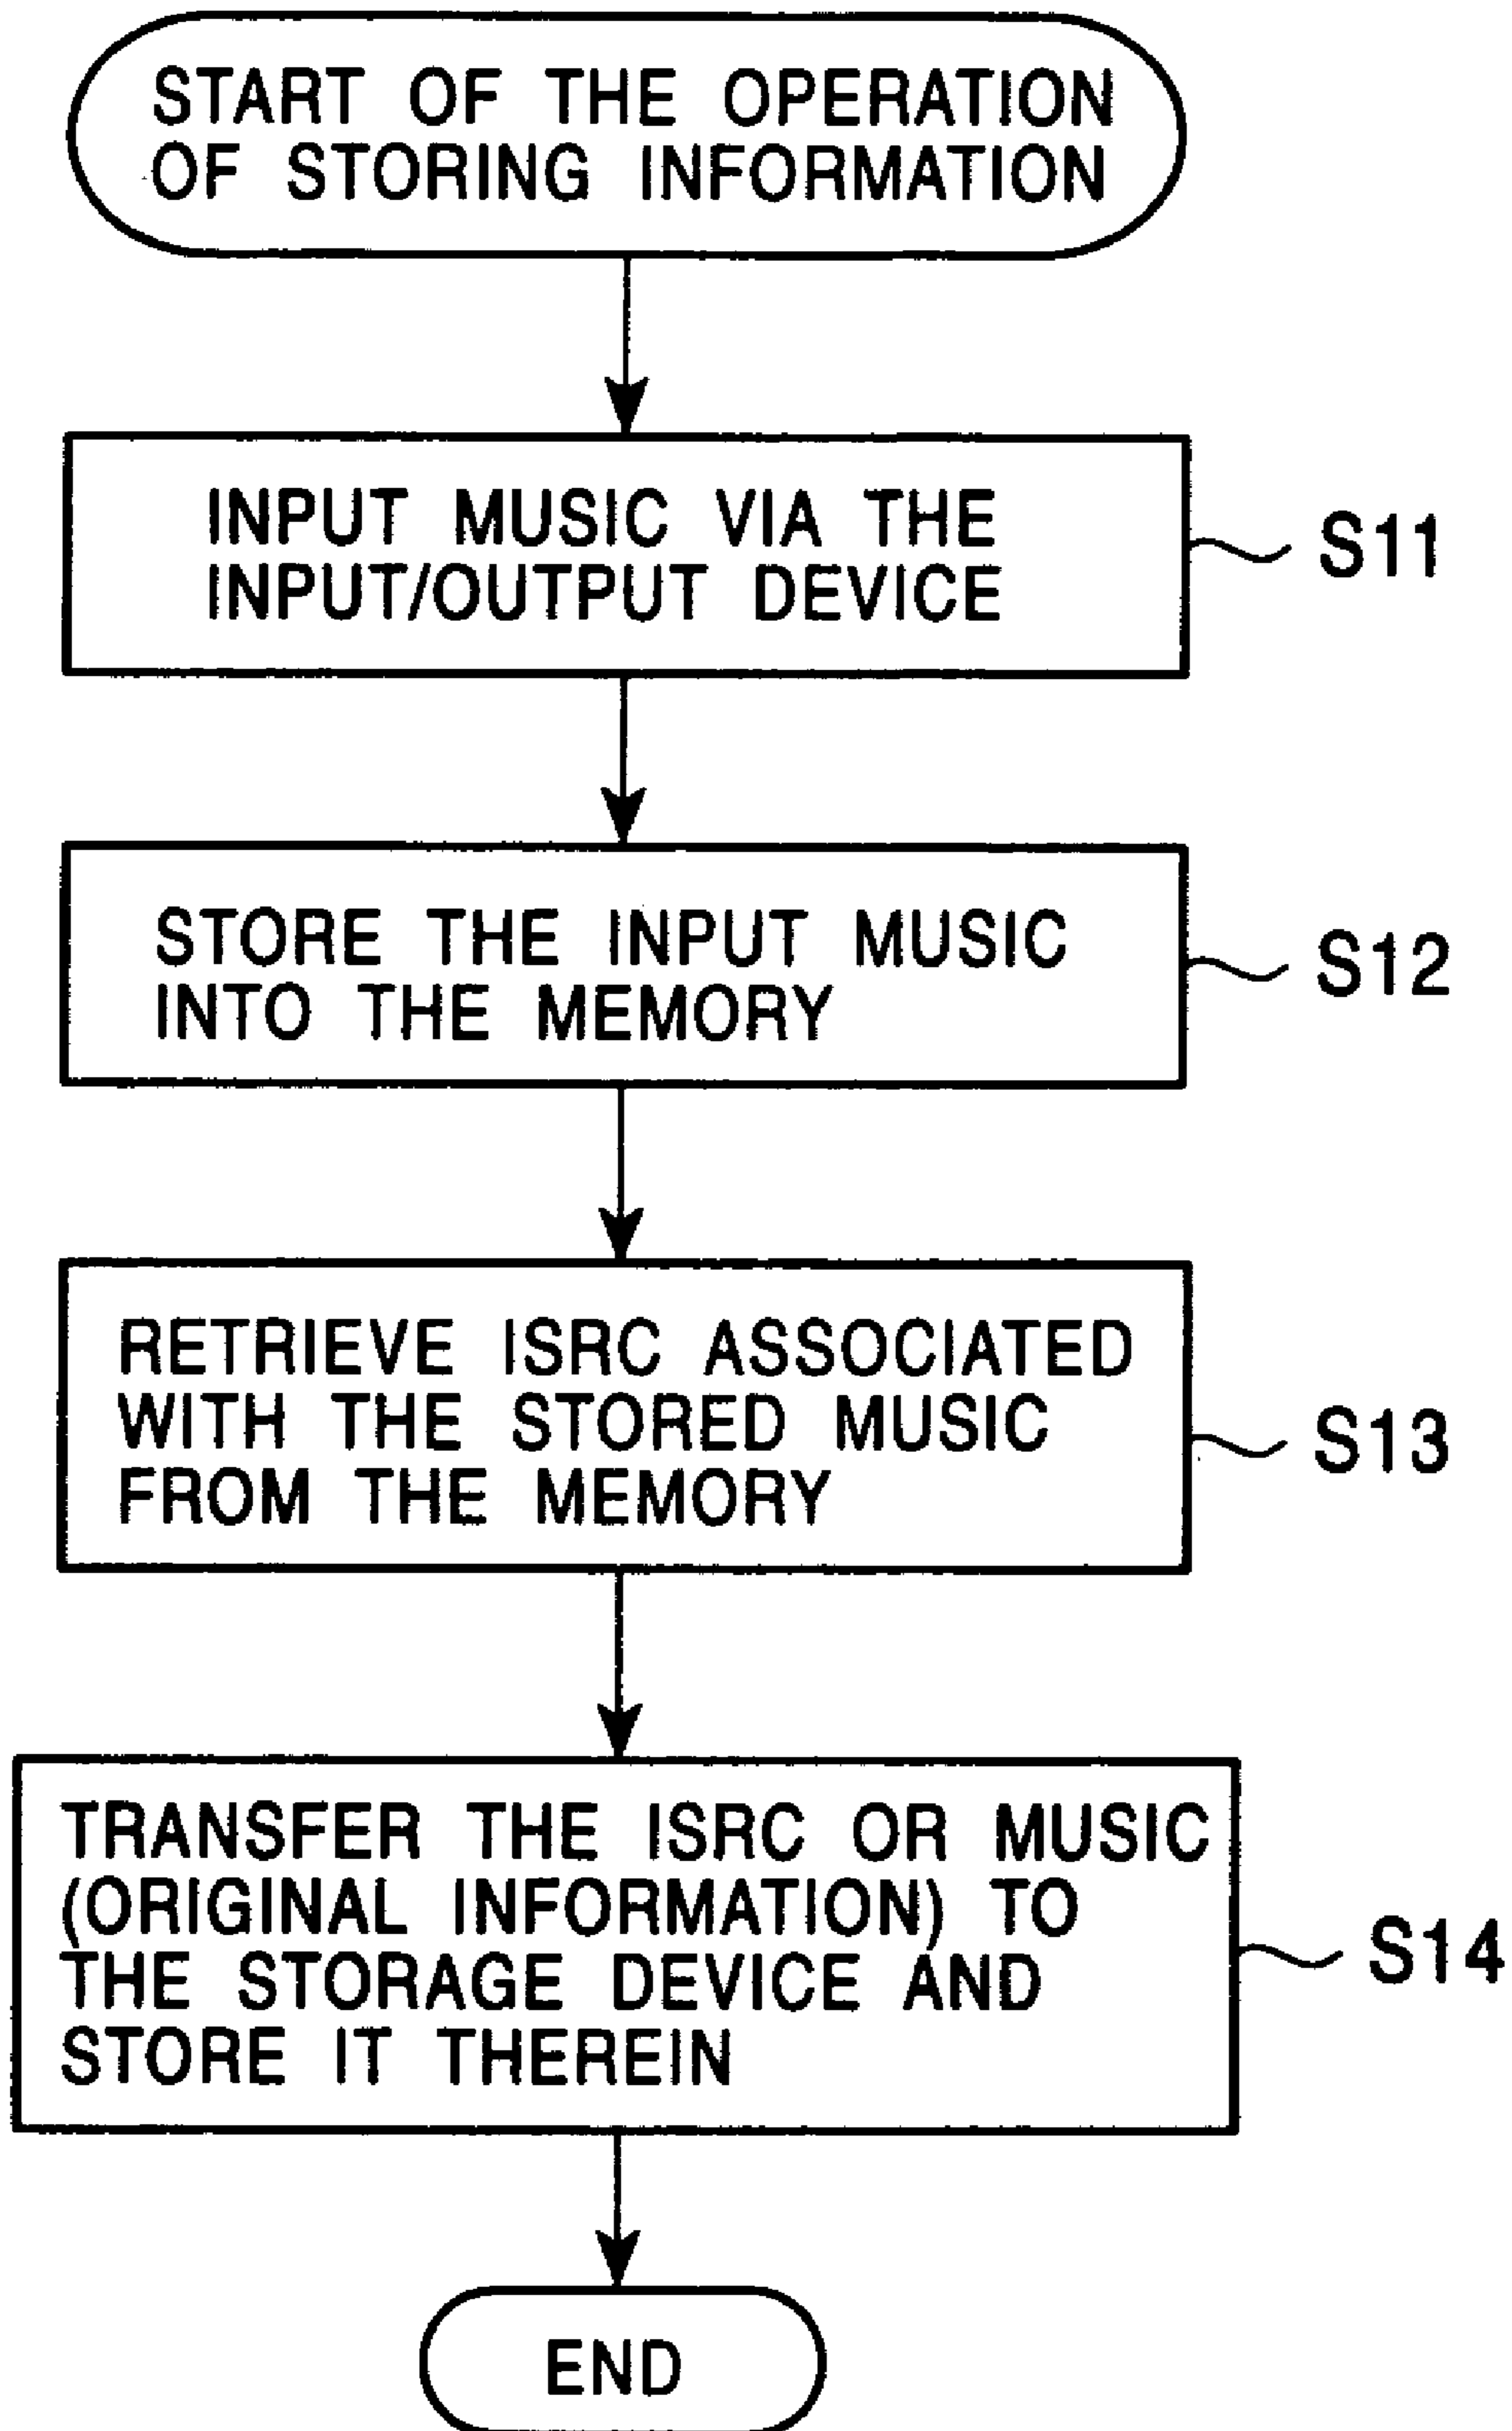 START OF THE OPERATION
OF STORING INFORMATION
INPUT MUSIC VIA THE
INPUT/OUTPUT DEVICE
S11
STORE THE INPUT MUSIC
INTO THE MEMORY
S12
RETRIEVE ISRC ASSOCIATED
WITH THE STORED MUSIC
FROM THE MEMORY
S13
TRANSFER THE ISRC OR MUSIC
(ORIGINAL INFORMATION) TO
THE STORAGE DEVICE AND
STORE IT THEREIN
S14
END